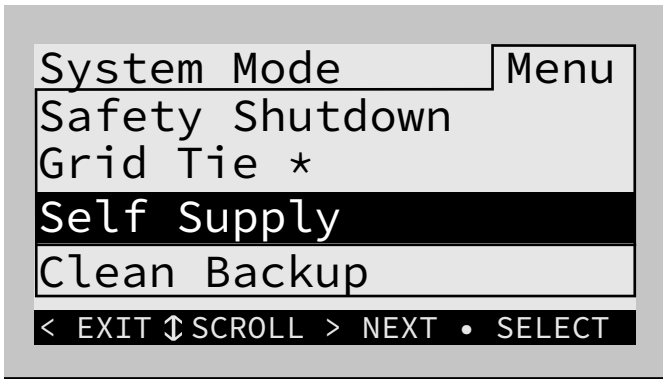 System Mode Menu
Safety Shutdown
Grid Tie *
Self Supply
Clean Backup
< EXIT ↕ SCROLL > NEXT • SELECT